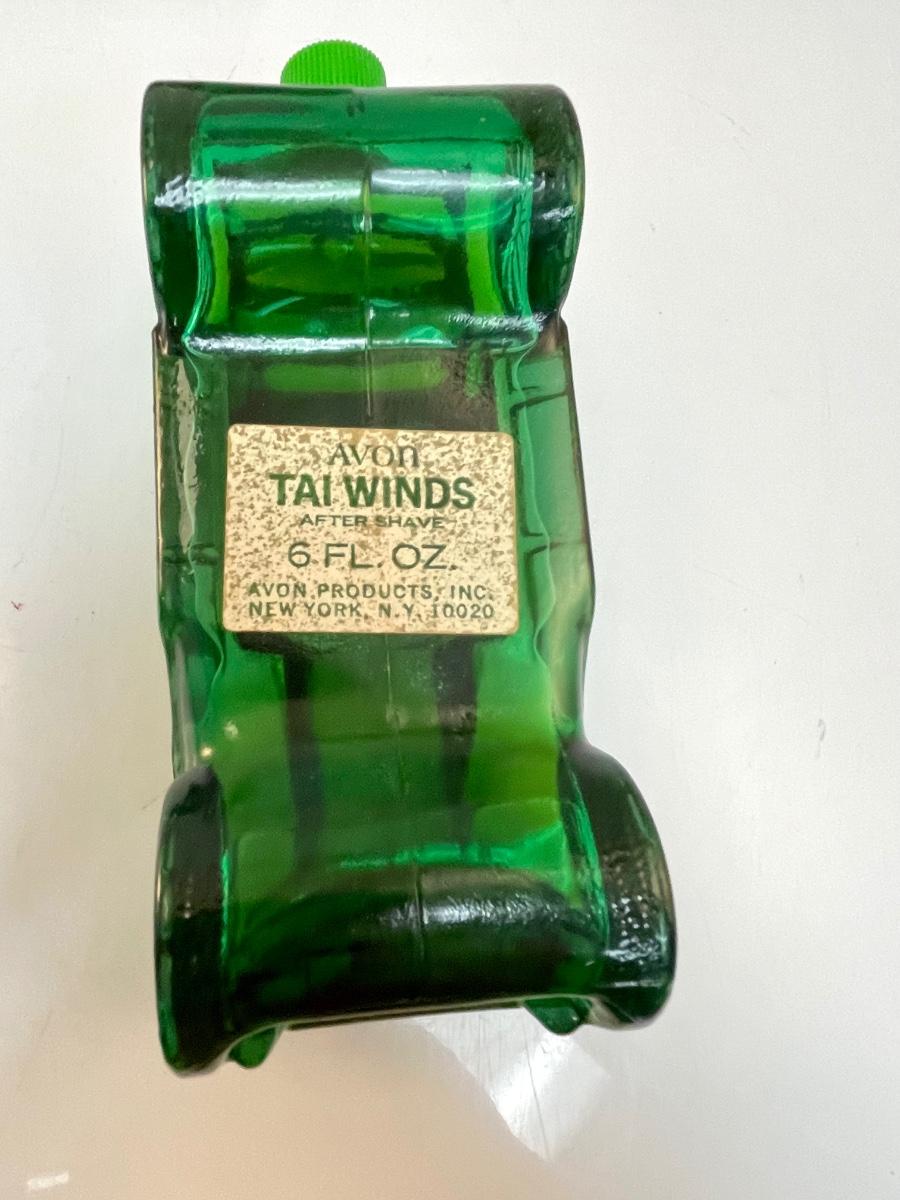 Avon
TAI WINDS
AFTER SHAVE
6 FL. OZ.
AVON PRODUCTS, INC.
NEW YORK, N.Y. 10020